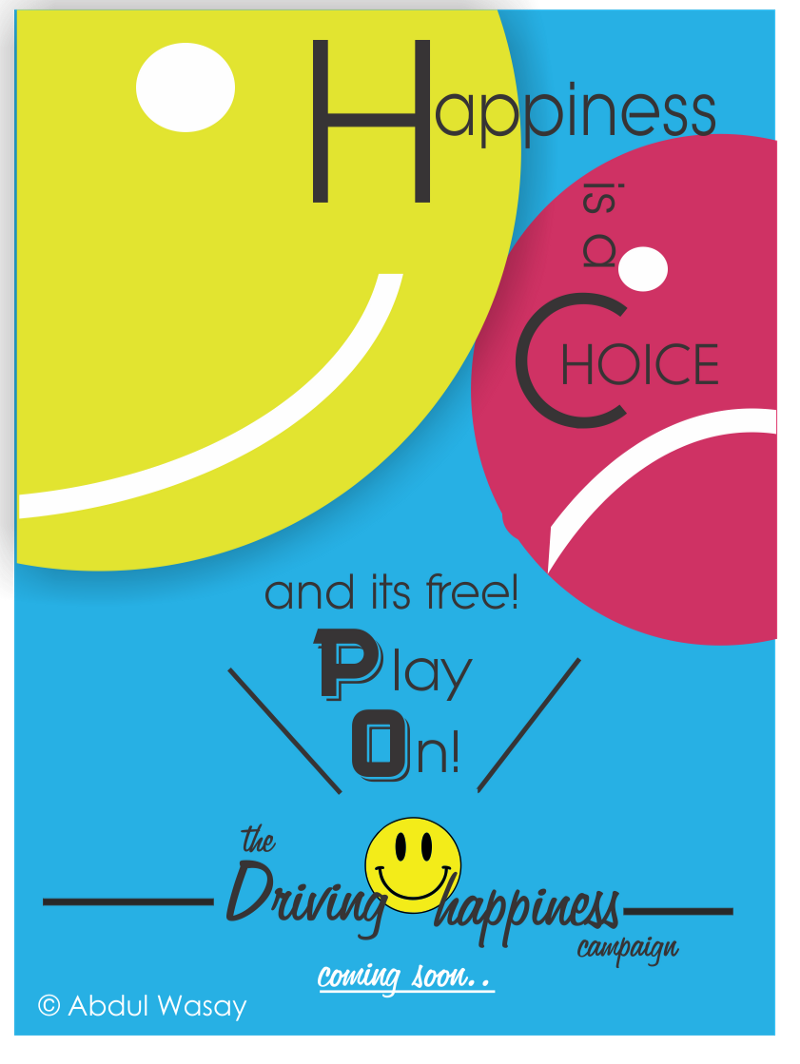 Happiness
is a
CHOICE
and its free!
Play
On!
the
Driving happiness
campaign
coming soon..
© Abdul Wasay